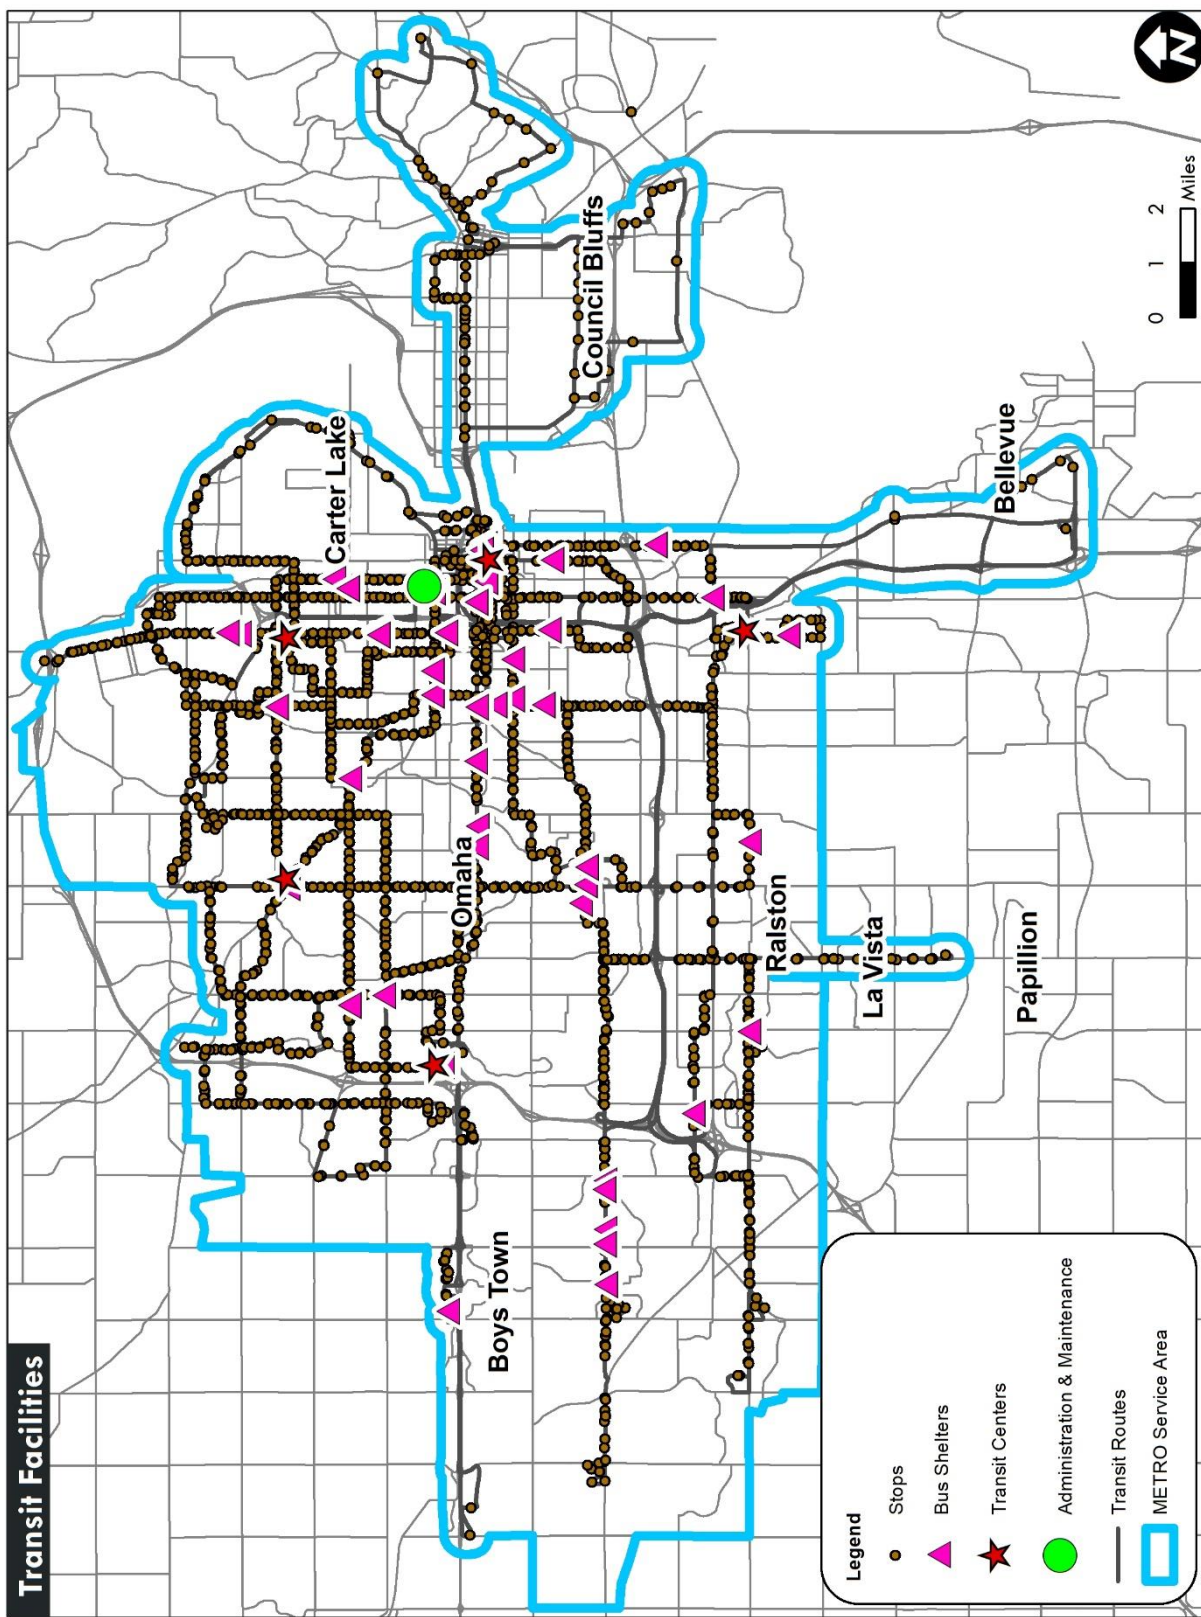 Transit Facilities
Carter Lake
Omaha
Council Bluffs
Boys Town
Ralston
La Vista
Bellevue
Papillion
Legend
Stops
Bus Shelters
Transit Centers
Administration & Maintenance
Transit Routes
METRO Service Area
0 1 2
Miles
N